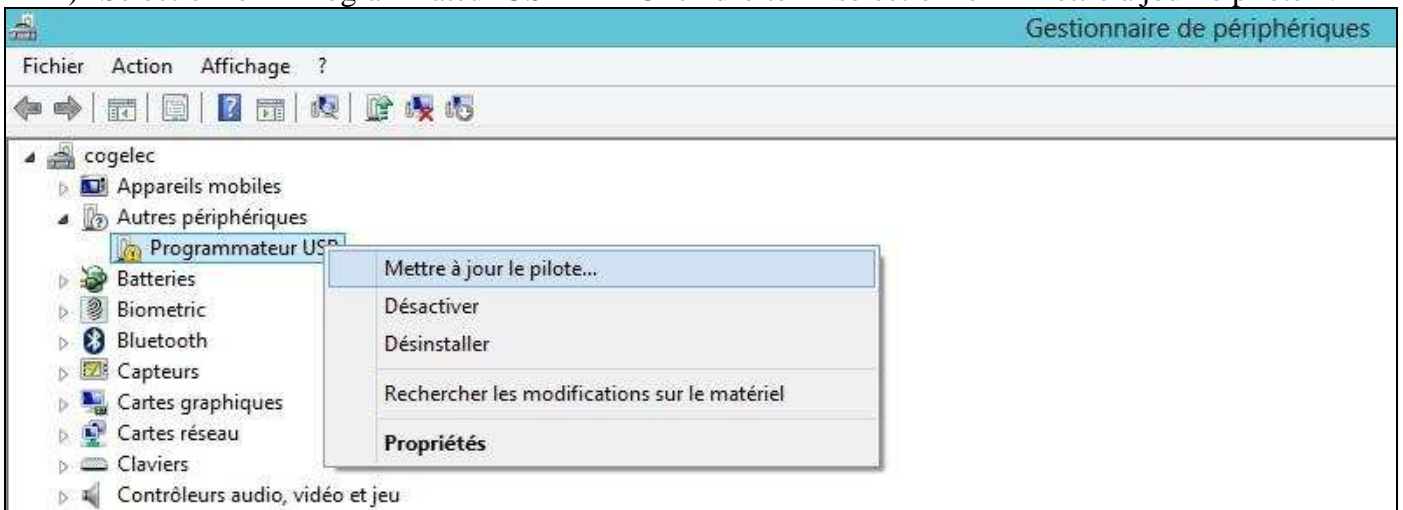 Gestionnaire de périphériques
Fichier Action Affichage ?
cogelec
Appareils mobiles
Autres périphériques
Programmateur USB
Mettre à jour le pilote...
Batteries
Désactiver
Biometric
Bluetooth
Désinstaller
Capteurs
Rechercher les modifications sur le matériel
Cartes graphiques
Cartes réseau
Propriétés
Claviers
Contrôleurs audio, vidéo et jeu